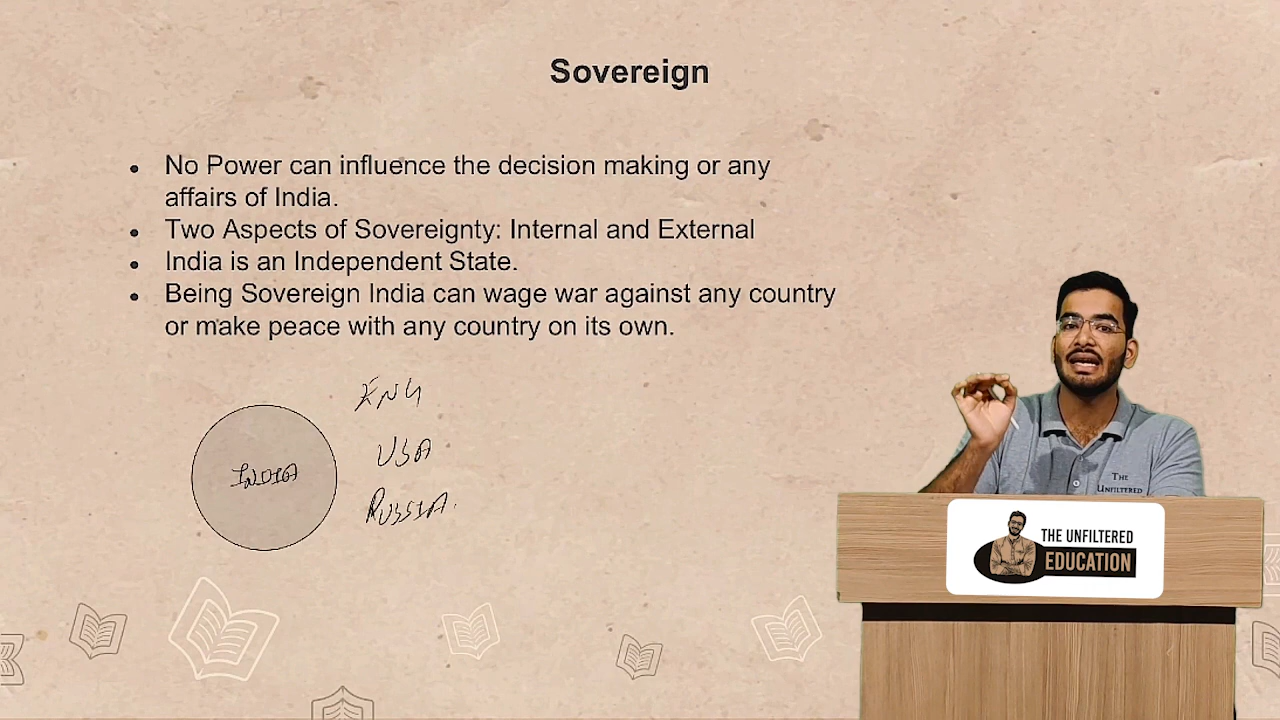 Sovereign
No Power can influence the decision making or any
affairs of India.
Two Aspects of Sovereignty: Internal and External
India is an Independent State.
Being Sovereign India can wage war against any country
or make peace with any country on its own.
ENG
USA
INDIA
RUSSIA.
THE
UNFILTERED
THE UNFILTERED
EDUCATION